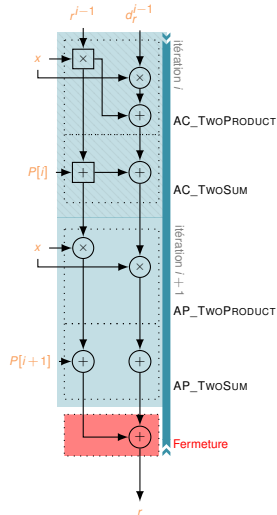 r^{i−1} d_r^{i−1}
itération i
x × ×
+
AC_TWOPRODUCT
P[i] + +
AC_TWOSUM
itération i + 1
x × ×
AP_TWOPRODUCT
P[i+1] + +
AP_TWOSUM
+
Fermeture
r